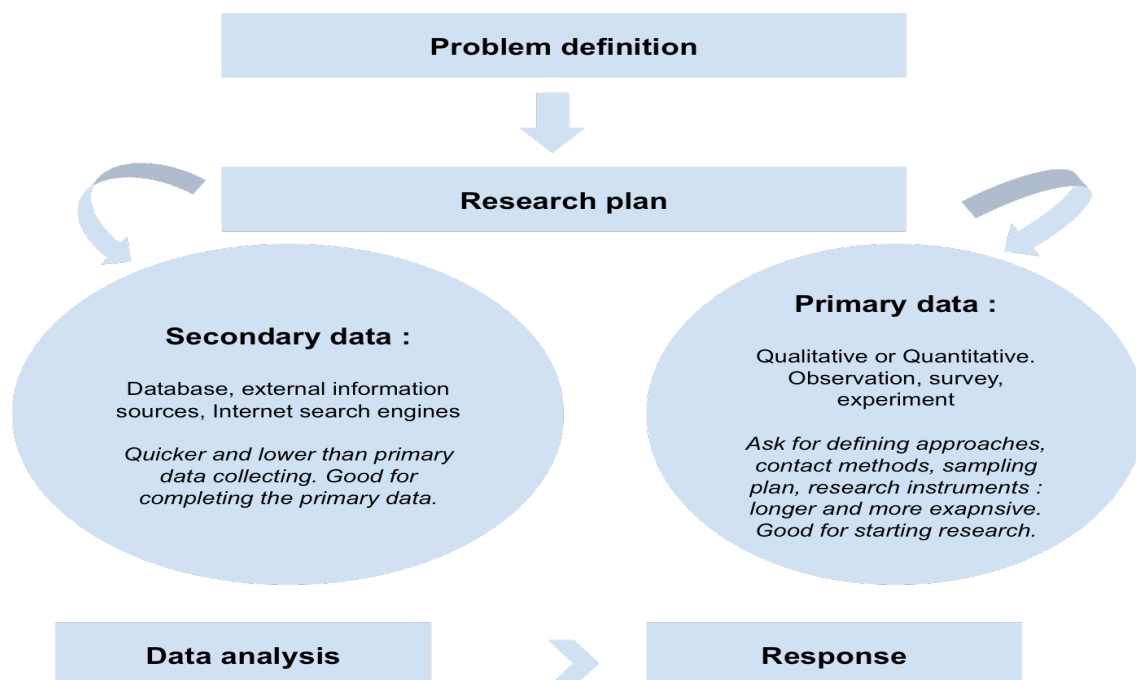 Problem definition
Research plan
Secondary data :
Database, external information
sources, Internet search engines
Quicker and lower than primary
data collecting. Good for
completing the primary data.
Primary data :
Qualitative or Quantitative.
Observation, survey,
experiment
Ask for defining approaches,
contact methods, sampling
plan, research instruments :
longer and more exapnsive.
Good for starting research.
Data analysis
Response